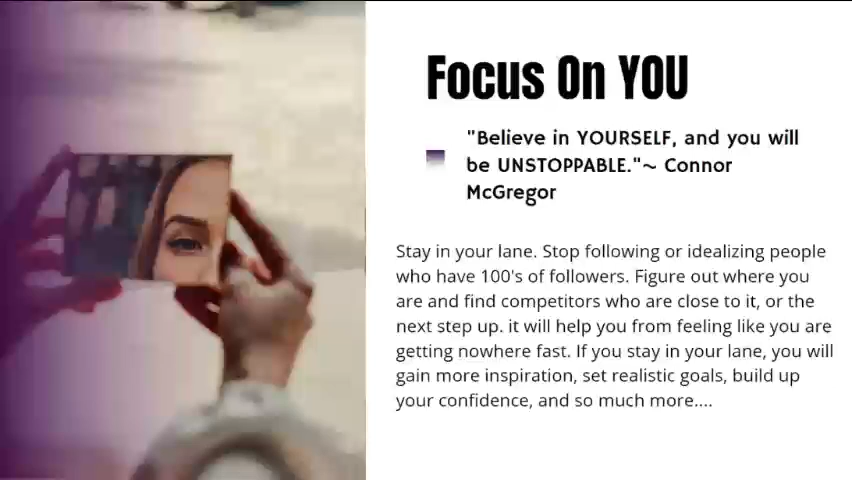 Focus On YOU
"Believe in YOURSELF, and you will
be UNSTOPPABLE."~ Connor
McGregor
Stay in your lane. Stop following or idealizing people
who have 100's of followers. Figure out where you
are and find competitors who are close to it, or the
next step up. it will help you from feeling like you are
getting nowhere fast. If you stay in your lane, you will
gain more inspiration, set realistic goals, build up
your confidence, and so much more....